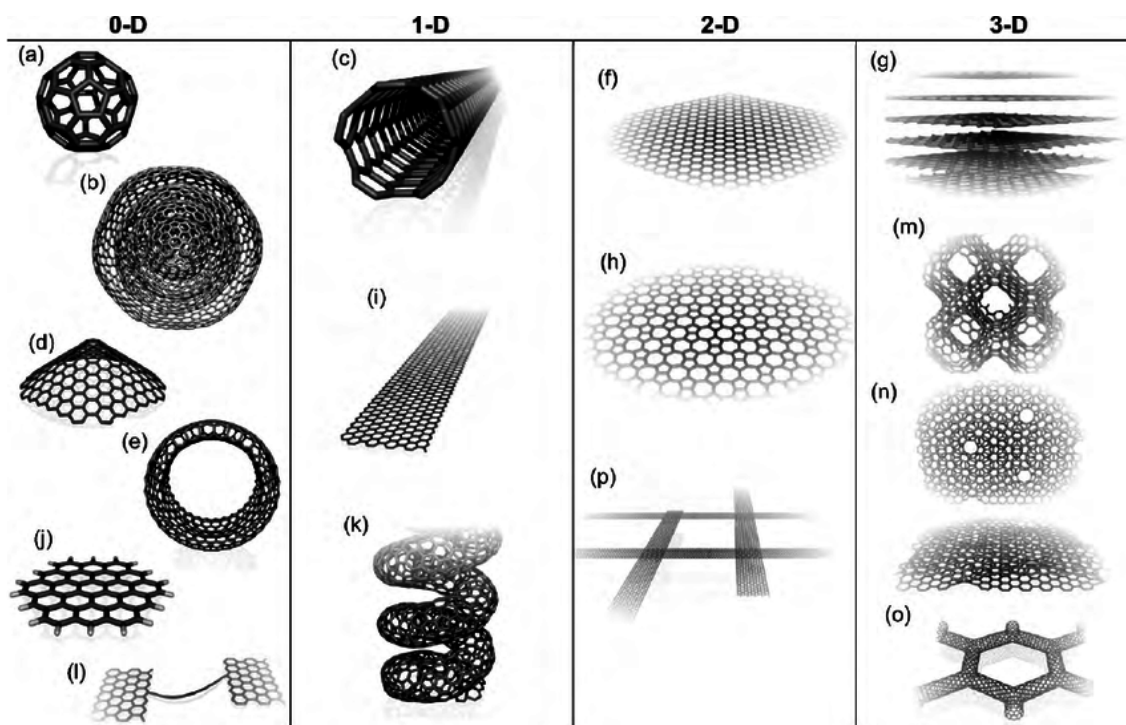 0-D 1-D 2-D 3-D
(a)
(b)
(d)
(e)
(j)
(l)
(c)
(i)
(k)
(f)
(h)
(p)
(g)
(m)
(n)
(o)